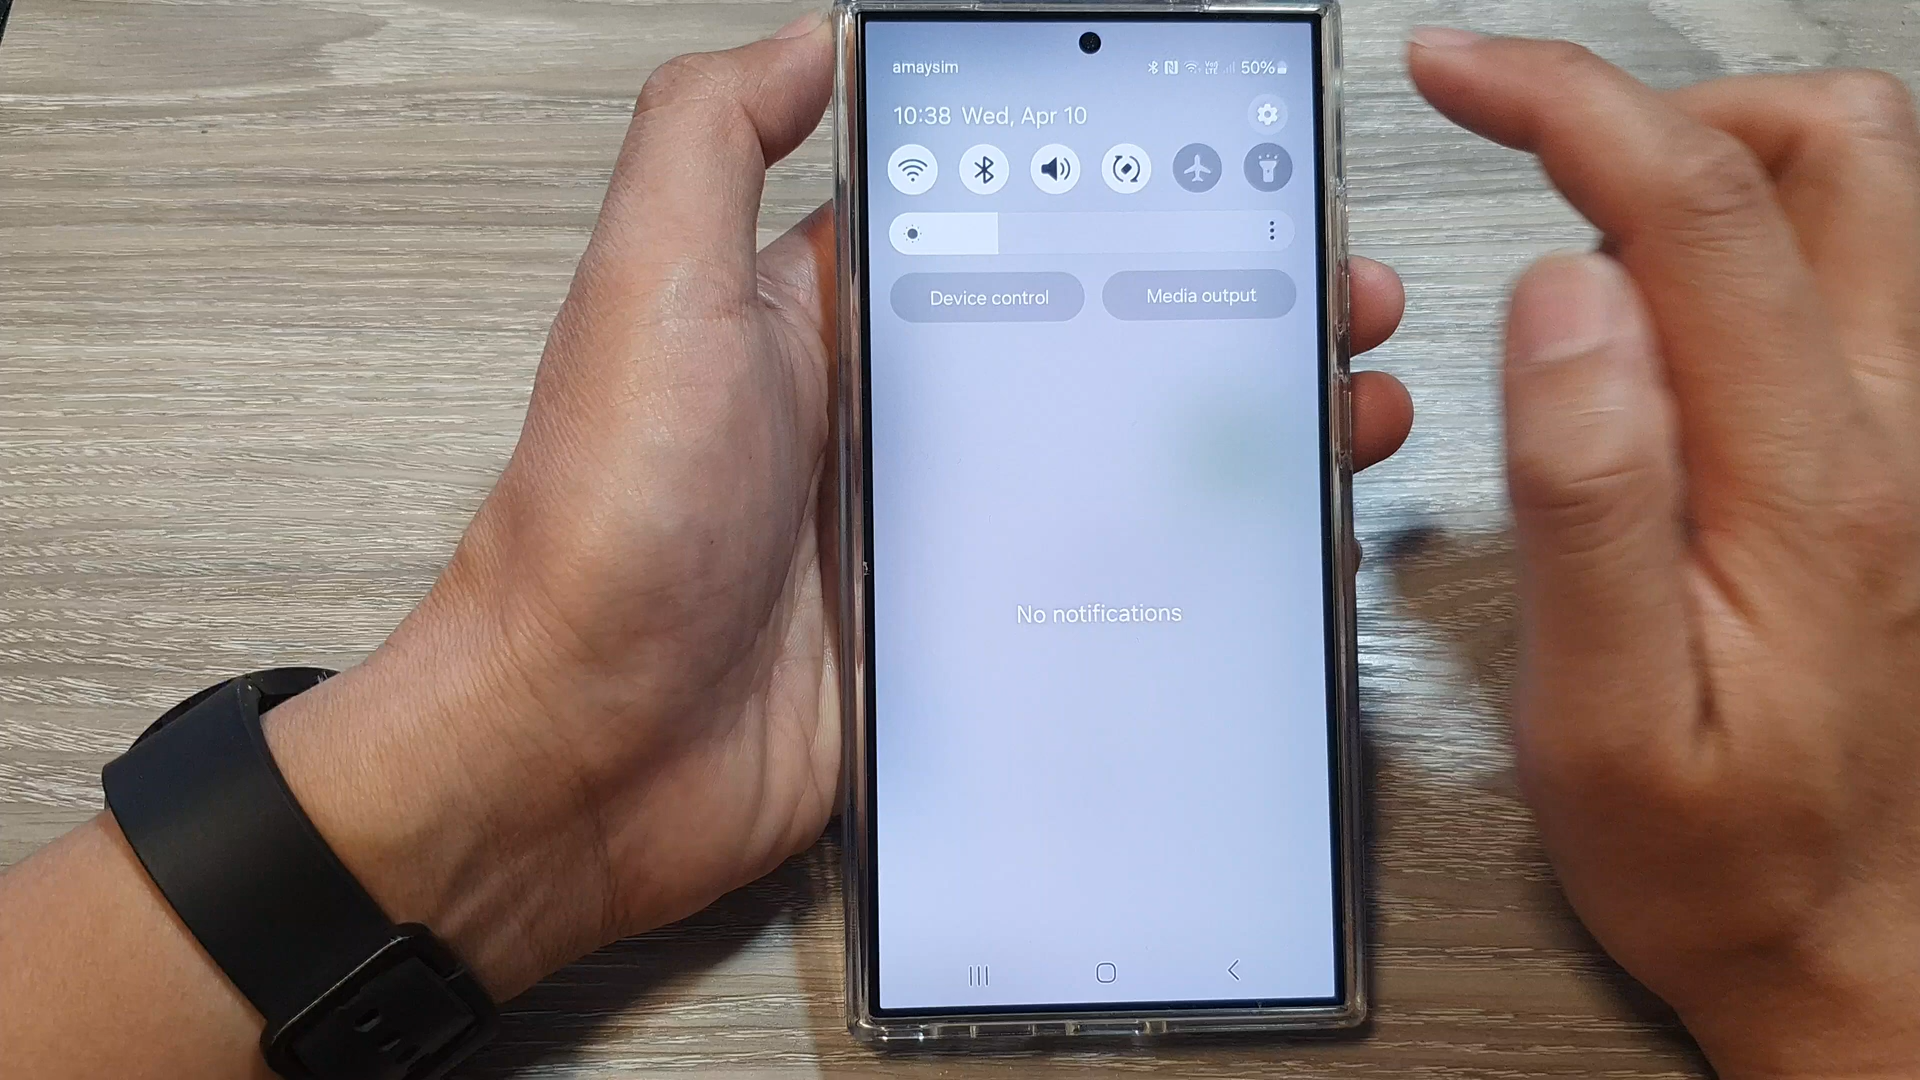 amaysim 50%
10:38 Wed, Apr 10
Device control Media output
No notifications